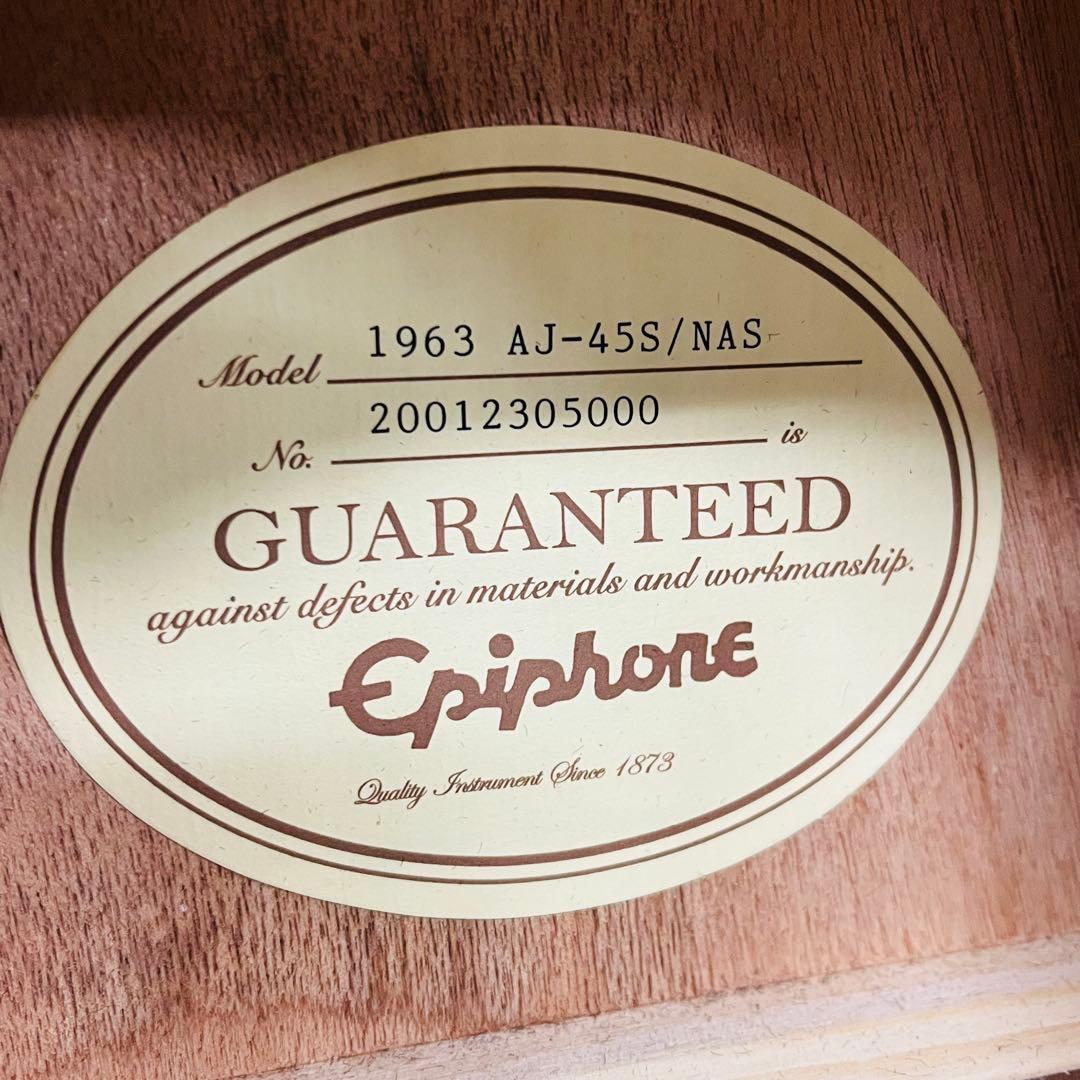 Model 1963 AJ-45S/NAS
No. 20012305000 is
GUARANTEED
against defects in materials and workmanship.
Epiphone
Quality Instrument Since 1873